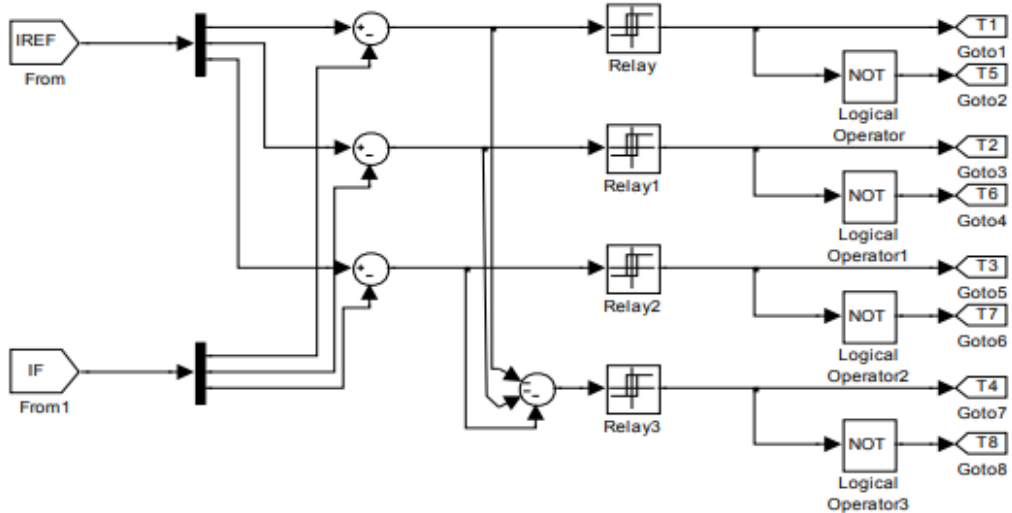 IREF
From
Relay
T1
Goto1
NOT
T5
Goto2
Logical
Operator
Relay1
T2
Goto3
NOT
T6
Goto4
Logical
Operator1
Relay2
T3
Goto5
NOT
T7
Goto6
Logical
Operator2
IF
From1
Relay3
T4
Goto7
NOT
T8
Goto8
Logical
Operator3